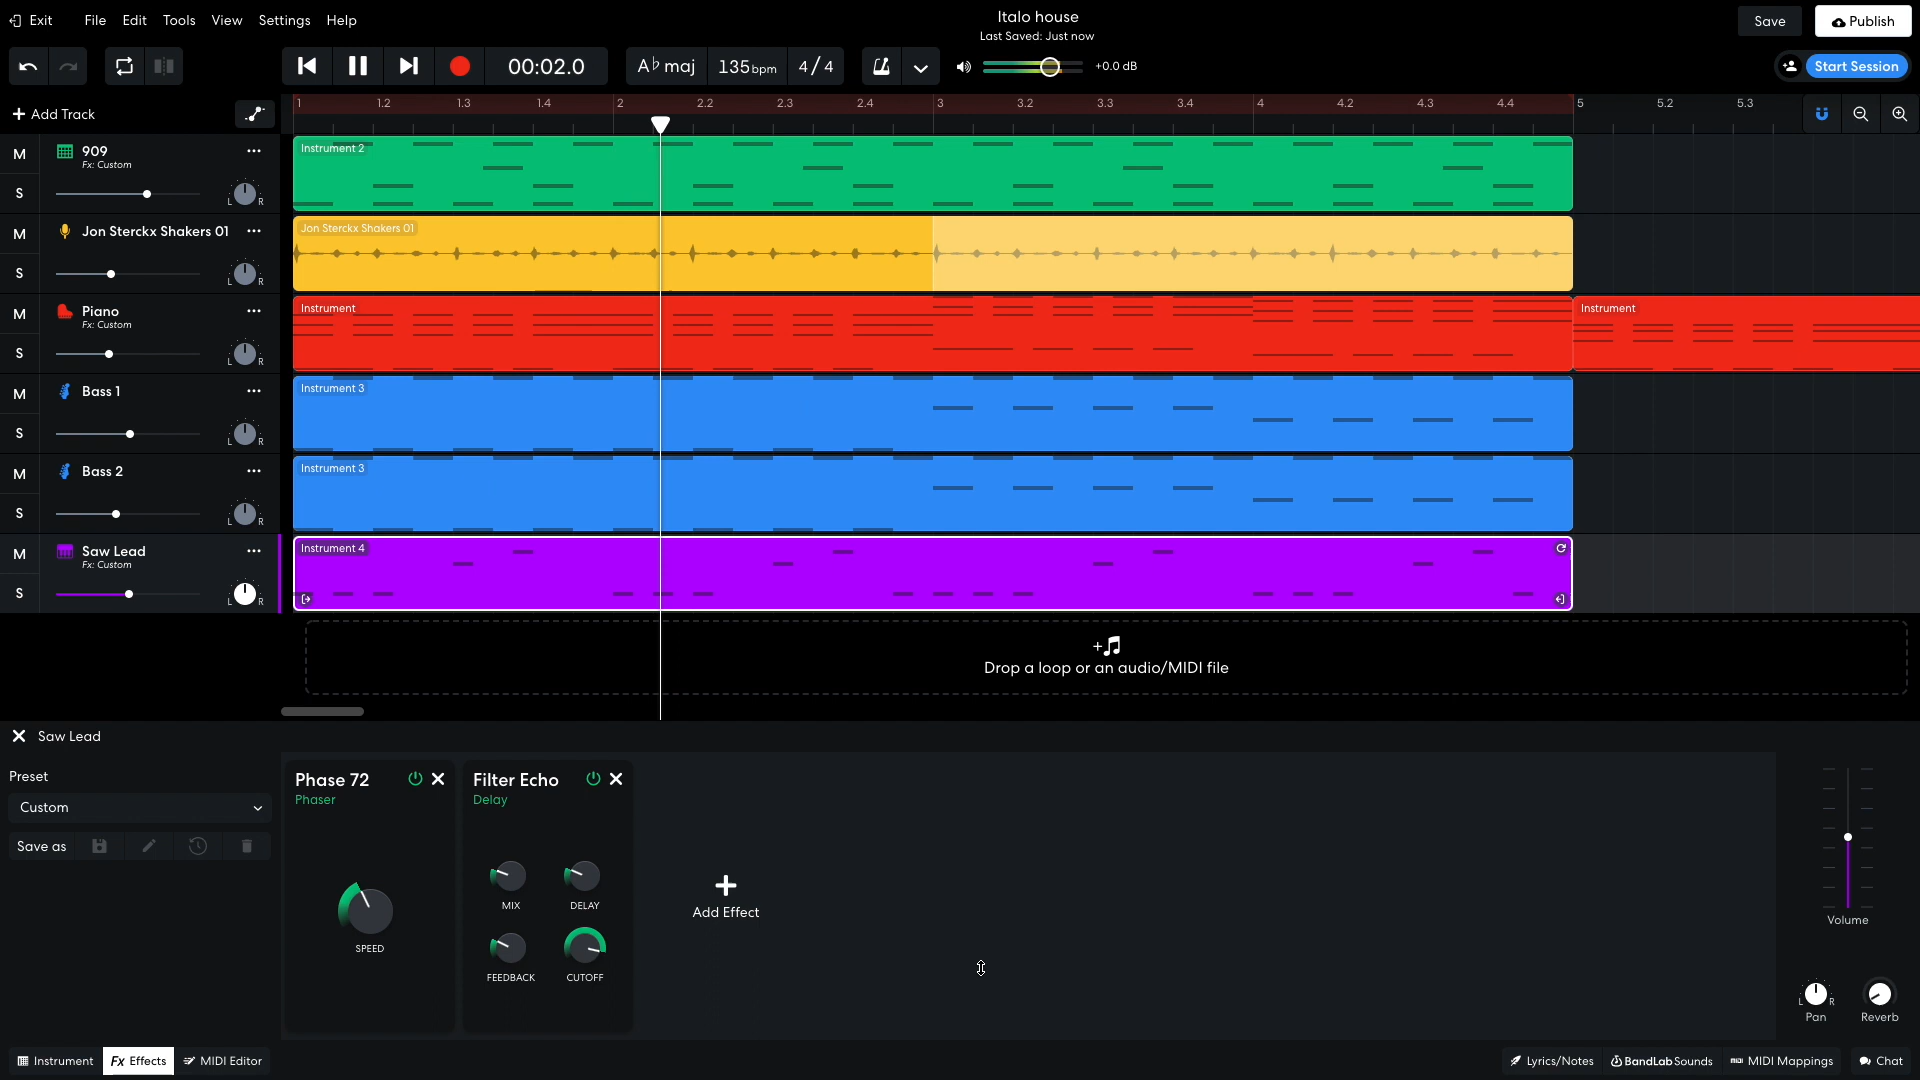 Exit File Edit Tools View Settings Help
Italo house
Last Saved: Just now
Save Publish
00:02.0 A♭ maj 135bpm 4/4 +0.0 dB Start Session
+ Add Track
1 1.2 1.3 1.4 2 2.2 2.3 2.4 3 3.2 3.3 3.4 4 4.2 4.3 4.4 5 5.2 5.3
M 909 ...
Fx: Custom
S L R
Instrument 2
M Jon Sterckx Shakers 01 ...
S L R
Jon Sterckx Shakers 01
M Piano ...
Fx: Custom
S L R
Instrument Instrument
M Bass 1 ...
S L R
Instrument 3
M Bass 2 ...
S L R
Instrument 3
M Saw Lead ...
Fx: Custom
S L R
Instrument 4
Drop a loop or an audio/MIDI file
Saw Lead
Preset
Custom
Save as
Phase 72
Phaser
SPEED
Filter Echo
Delay
MIX DELAY
FEEDBACK CUTOFF
Add Effect
Volume
L R
Pan Reverb
Instrument Fx Effects MIDI Editor
Lyrics/Notes BandLab Sounds MIDI MIDI Mappings Chat